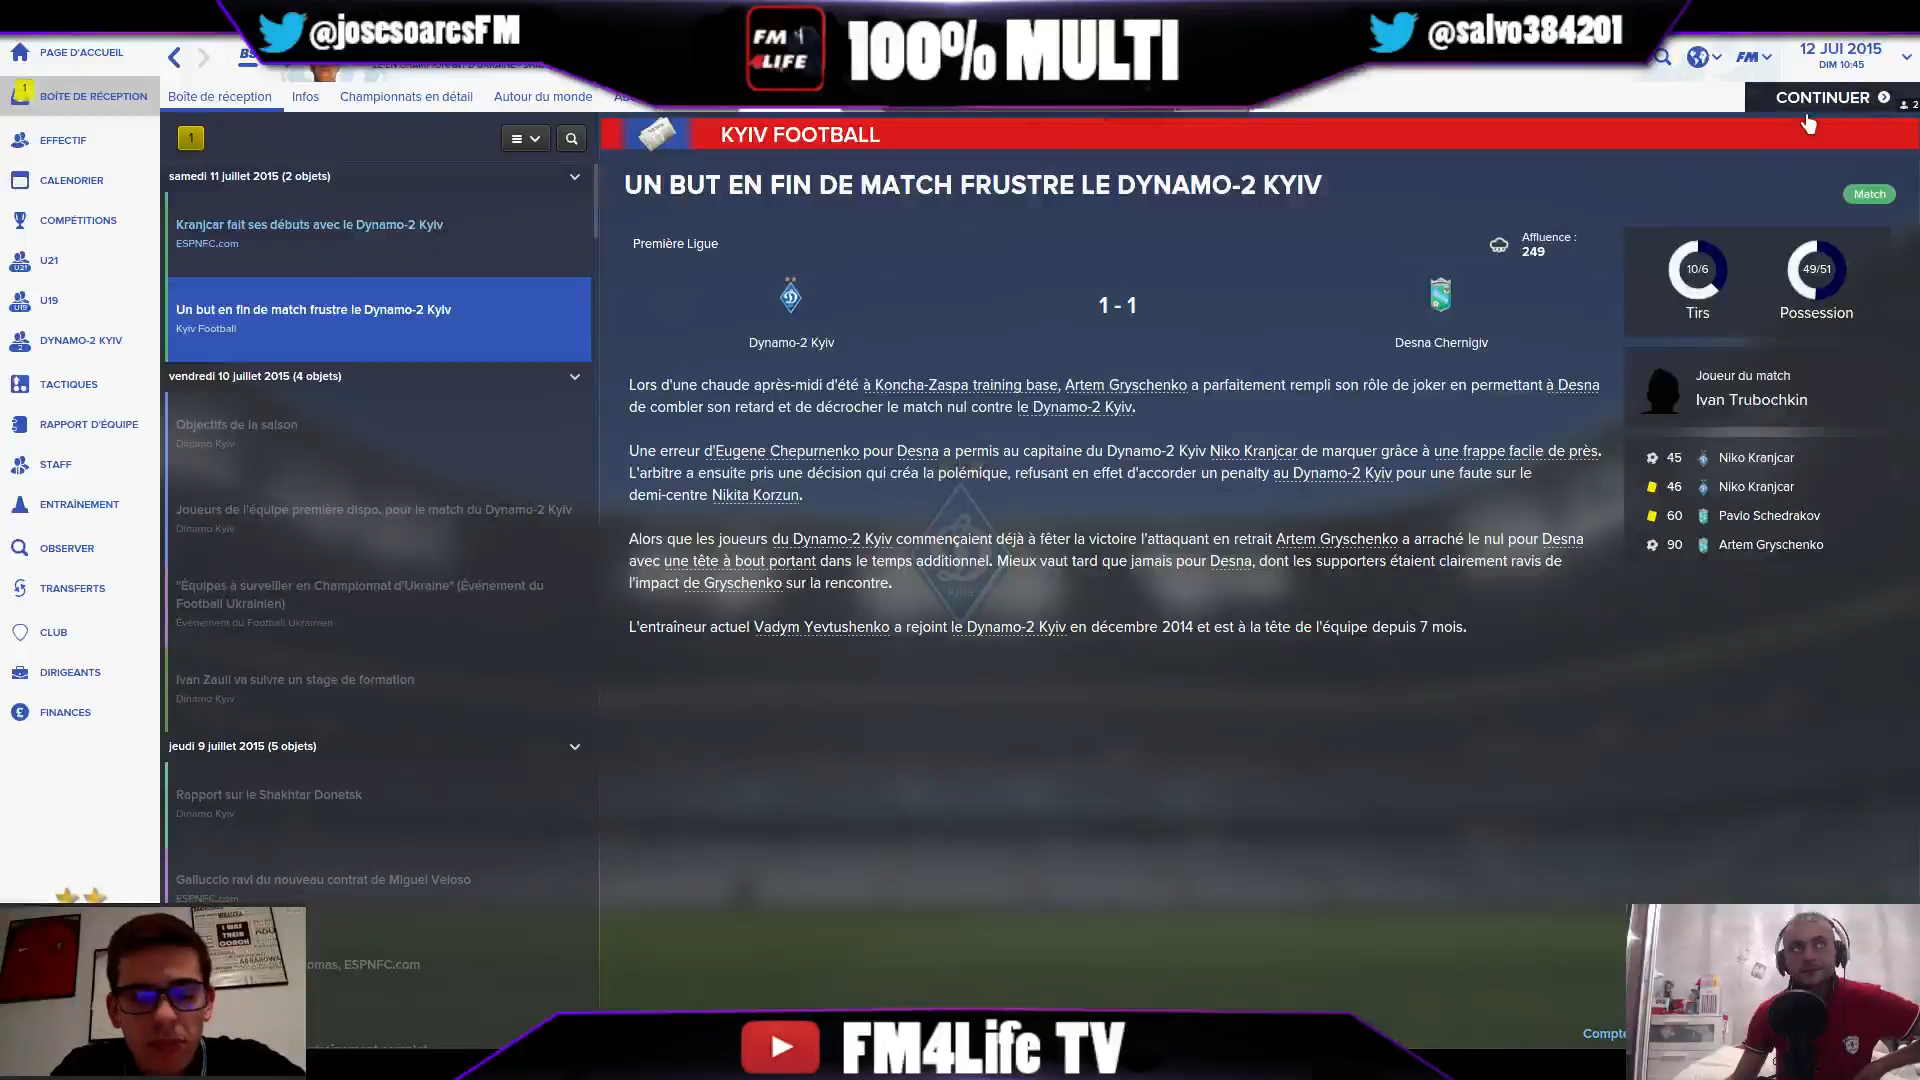 @josesoaresFM
FM 4 LIFE
100% MULTI
@salvo384201
PAGE D'ACCUEIL
FM
12 JUI 2015
DIM 10:45
1
BOÎTE DE RÉCEPTION
Boîte de réception
Infos
Championnats en détail
Autour du monde
CONTINUER
2
EFFECTIF
CALENDRIER
COMPÉTITIONS
U21
U19
DYNAMO-2 KYIV
TACTIQUES
RAPPORT D'ÉQUIPE
STAFF
ENTRAÎNEMENT
OBSERVER
TRANSFERTS
CLUB
DIRIGEANTS
FINANCES
1
samedi 11 juillet 2015 (2 objets)
Kranjcar fait ses débuts avec le Dynamo-2 Kyiv
ESPNFC.com
Un but en fin de match frustre le Dynamo-2 Kyiv
Kyiv Football
vendredi 10 juillet 2015 (4 objets)
Objectifs de la saison
Dinamo Kyiv
Joueurs de l'équipe première dispo. pour le match du Dynamo-2 Kyiv
Dinamo Kyiv
"Équipes à surveiller en Championnat d'Ukraine" (Événement du
Football Ukrainien)
Événement du Football Ukrainien
Ivan Zauli va suivre un stage de formation
Dinamo Kyiv
jeudi 9 juillet 2015 (5 objets)
Rapport sur le Shakhtar Donetsk
Dinamo Kyiv
Galluccio ravi du nouveau contrat de Miguel Veloso
ESPNFC.com
omas, ESPNFC.com
KYIV FOOTBALL
UN BUT EN FIN DE MATCH FRUSTRE LE DYNAMO-2 KYIV
Match
Première Ligue
Affluence :
249
1 - 1
Dynamo-2 Kyiv
Desna Chernigiv
Lors d'une chaude après-midi d'été à Koncha-Zaspa training base, Artem Gryschenko a parfaitement rempli son rôle de joker en permettant à Desna
de combler son retard et de décrocher le match nul contre le Dynamo-2 Kyiv.
Une erreur d'Eugene Chepurnenko pour Desna a permis au capitaine du Dynamo-2 Kyiv Niko Kranjcar de marquer grâce à une frappe facile de près.
L'arbitre a ensuite pris une décision qui créa la polémique, refusant en effet d'accorder un penalty au Dynamo-2 Kyiv pour une faute sur le
demi-centre Nikita Korzun.
Alors que les joueurs du Dynamo-2 Kyiv commençaient déjà à fêter la victoire l'attaquant en retrait Artem Gryschenko a arraché le nul pour Desna
avec une tête à bout portant dans le temps additionnel. Mieux vaut tard que jamais pour Desna, dont les supporters étaient clairement ravis de
l'impact de Gryschenko sur la rencontre.
L'entraîneur actuel Vadym Yevtushenko a rejoint le Dynamo-2 Kyiv en décembre 2014 et est à la tête de l'équipe depuis 7 mois.
10/6
49/51
Tirs
Possession
Joueur du match
Ivan Trubochkin
45 Niko Kranjcar
46 Niko Kranjcar
60 Pavlo Schedrakov
90 Artem Gryschenko
Compte
I WAS
THEIR
COACH
FM4Life TV